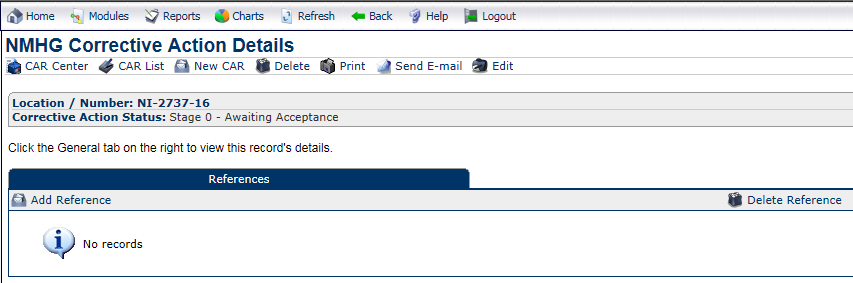 Home Modules Reports Charts Refresh Back Help Logout
NMHG Corrective Action Details
CAR Center CAR List New CAR Delete Print Send E-mail Edit
Location / Number: NI-2737-16
Corrective Action Status: Stage 0 - Awaiting Acceptance
Click the General tab on the right to view this record's details.
References
Add Reference Delete Reference
No records